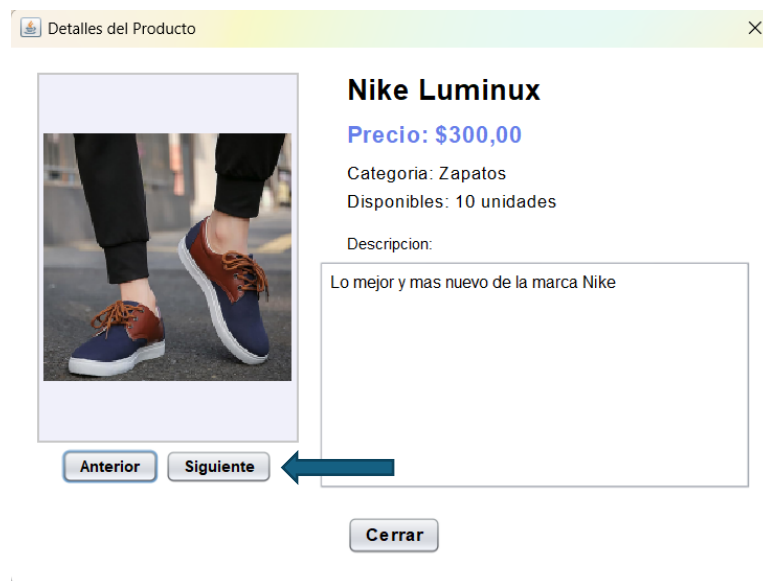 Detalles del Producto
Nike Luminux
Precio: $300,00
Categoria: Zapatos
Disponibles: 10 unidades
Descripcion:
Lo mejor y mas nuevo de la marca Nike
Anterior
Siguiente
Cerrar